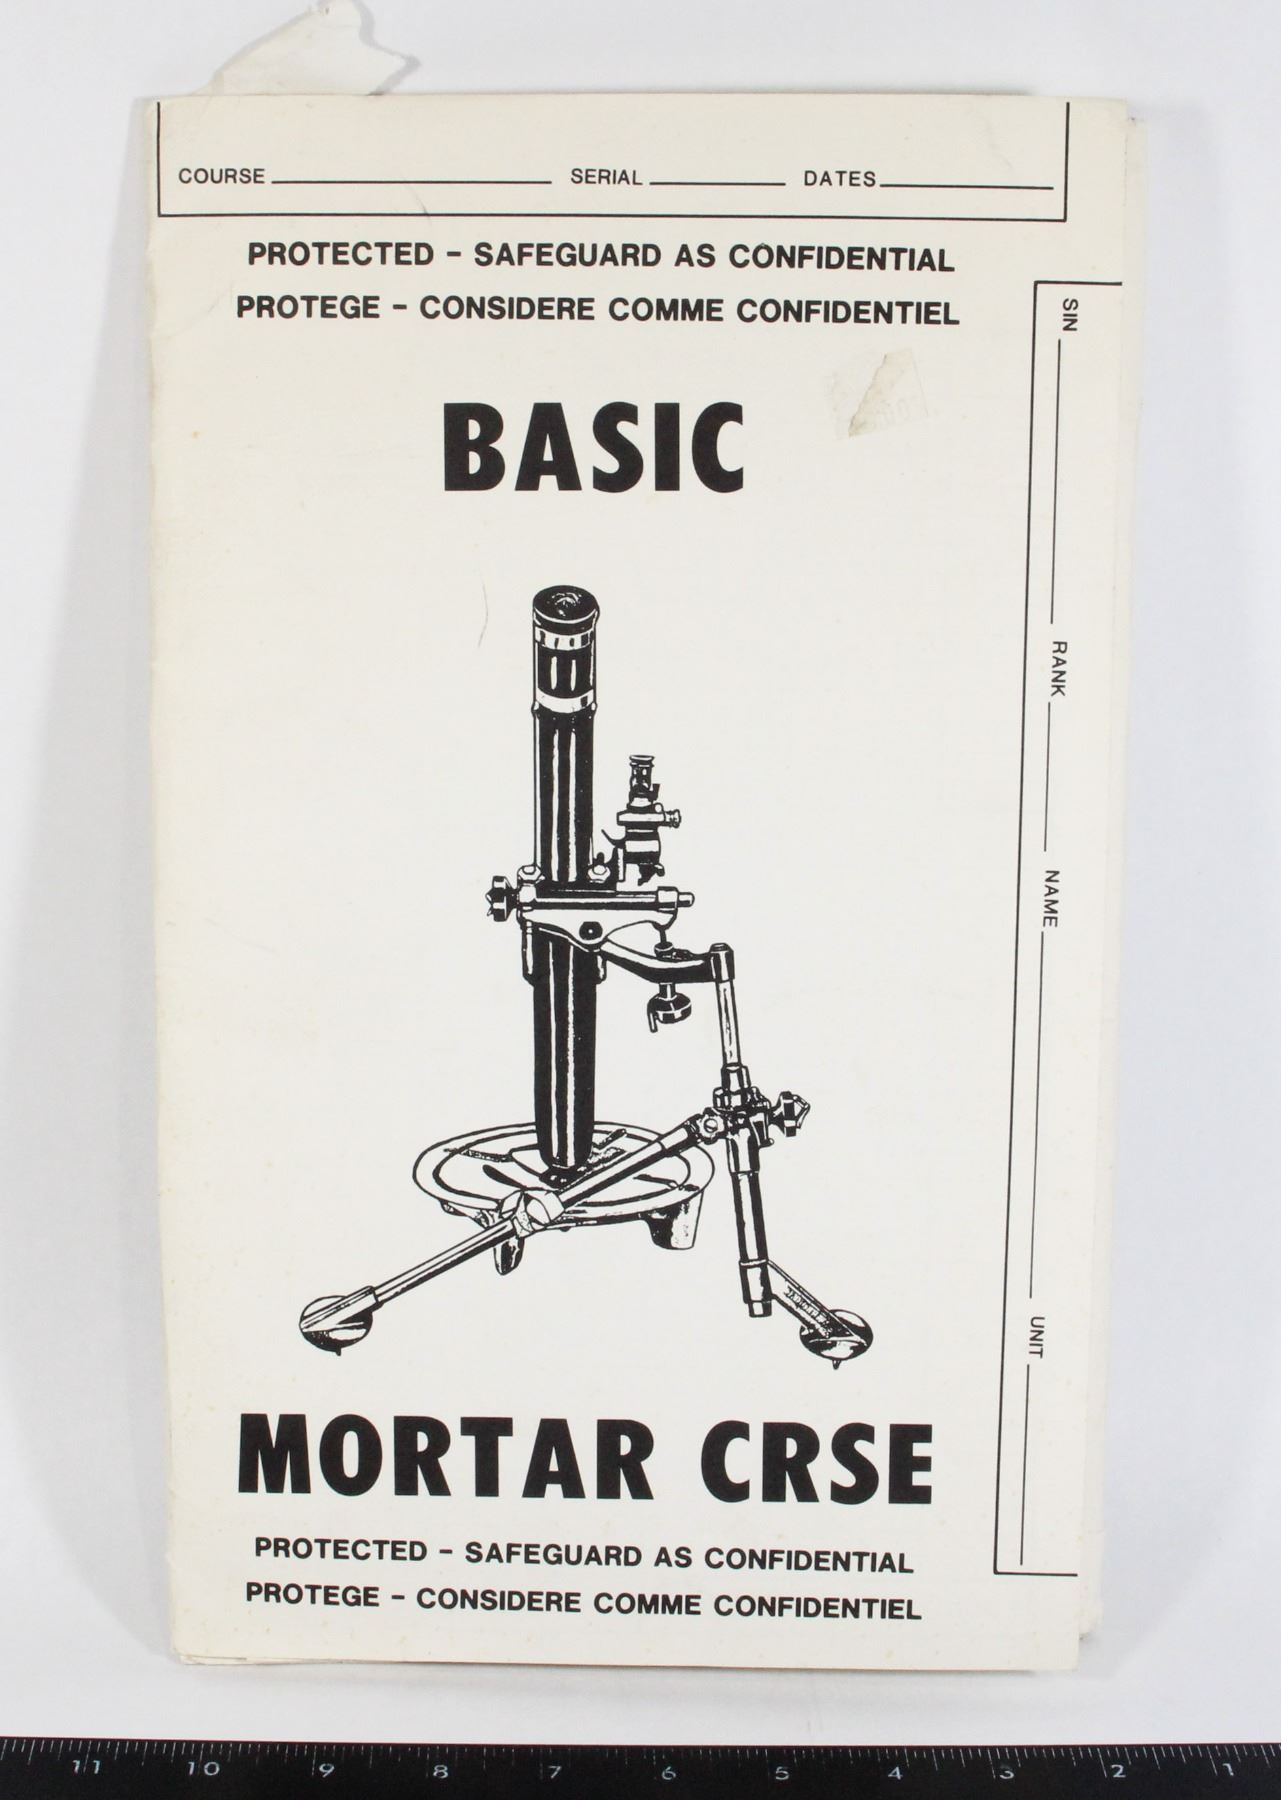 COURSE SERIAL DATES
PROTECTED - SAFEGUARD AS CONFIDENTIAL
PROTEGE - CONSIDERE COMME CONFIDENTIEL
SIN RANK NAME UNIT
BASIC
MORTAR CRSE
PROTECTED - SAFEGUARD AS CONFIDENTIAL
PROTEGE - CONSIDERE COMME CONFIDENTIEL
11 10 9 8 7 6 5 4 3 2 1